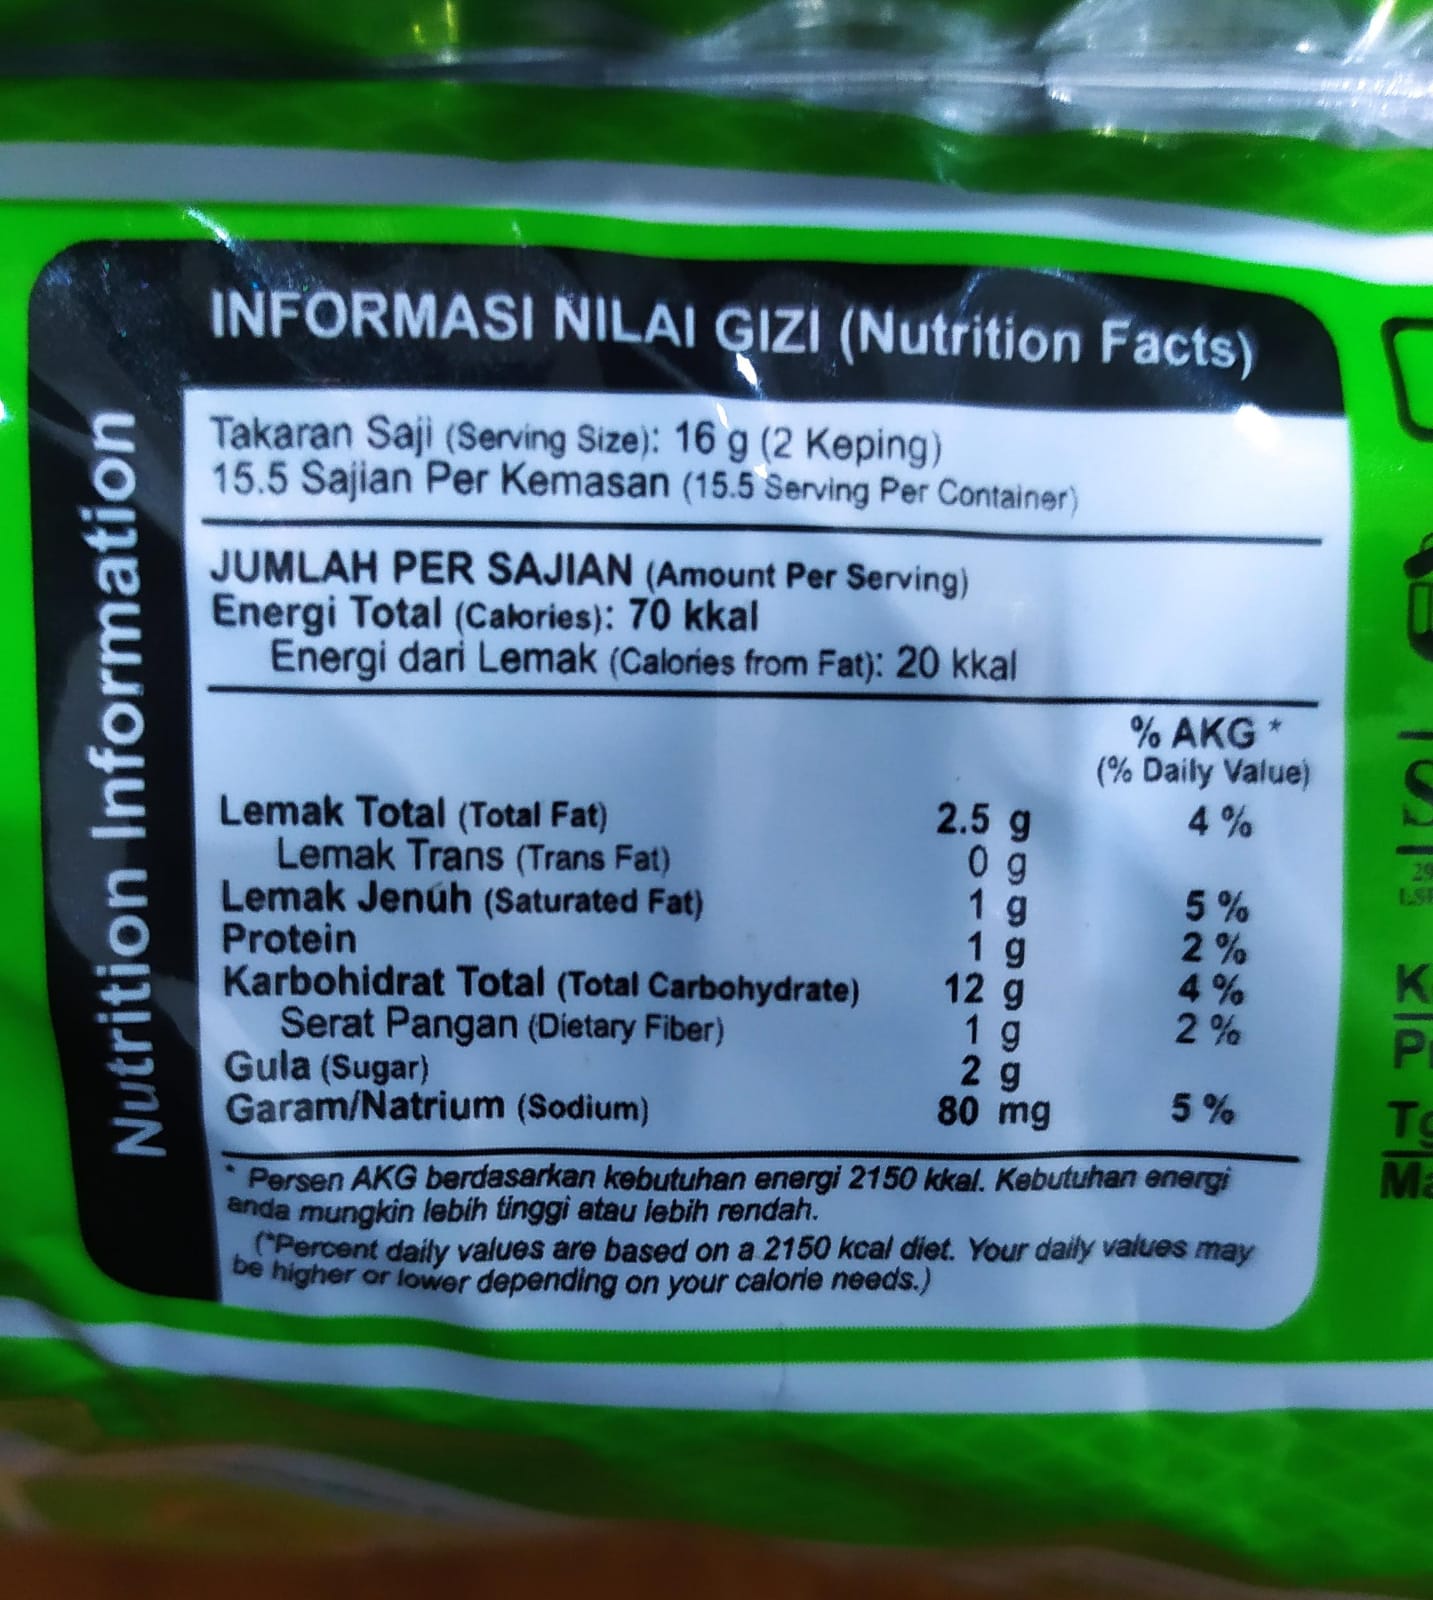 INFORMASI NILAI GIZI (Nutrition Facts)
Nutrition Information
Takaran Saji (Serving Size): 16 g (2 Keping)
15.5 Sajian Per Kemasan (15.5 Serving Per Container)
JUMLAH PER SAJIAN (Amount Per Serving)
Energi Total (Calories): 70 kkal
Energi dari Lemak (Calories from Fat): 20 kkal
% AKG *
(% Daily Value)
Lemak Total (Total Fat) 2.5 g 4 %
Lemak Trans (Trans Fat) 0 g
Lemak Jenuh (Saturated Fat) 1 g 5 %
Protein 1 g 2 %
Karbohidrat Total (Total Carbohydrate) 12 g 4 %
Serat Pangan (Dietary Fiber) 1 g 2 %
Gula (Sugar) 2 g
Garam/Natrium (Sodium) 80 mg 5 %
* Persen AKG berdasarkan kebutuhan energi 2150 kkal. Kebutuhan energi
anda mungkin lebih tinggi atau lebih rendah.
(*Percent daily values are based on a 2150 kcal diet. Your daily values may
be higher or lower depending on your calorie needs.)